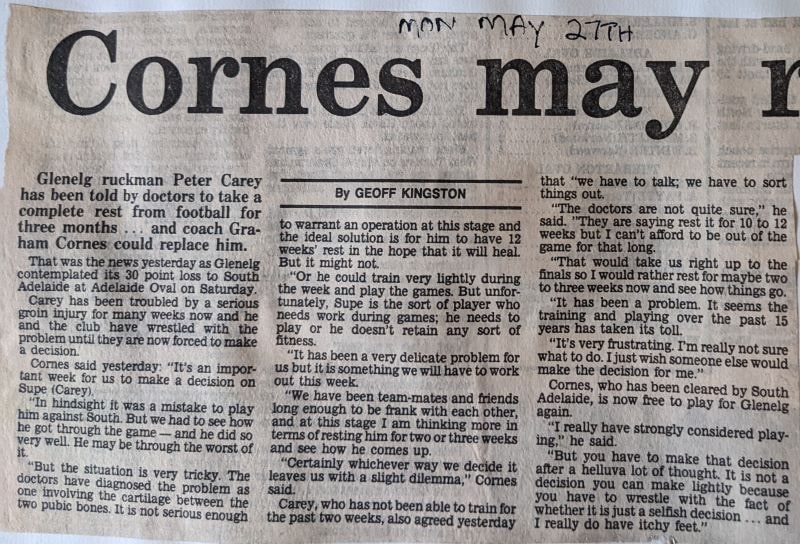 MON MAY 27TH
Cornes may r
Glenelg ruckman Peter Carey
has been told by doctors to take a
complete rest from football for
three months ... and coach Gra-
ham Cornes could replace him.
That was the news yesterday as Glenelg
contemplated its 30 point loss to South
Adelaide at Adelaide Oval on Saturday.
Carey has been troubled by a serious
groin injury for many weeks now and he
and the club have wrestled with the
problem until they are now forced to make
a decision.
Cornes said yesterday: "It's an impor-
tant week for us to make a decision on
Supe (Carey).
"In hindsight it was a mistake to play
him against South. But we had to see how
he got through the game — and he did so
very well. He may be through the worst of
it.
"But the situation is very tricky. The
doctors have diagnosed the problem as
one involving the cartilage between the
two pubic bones. It is not serious enough
By GEOFF KINGSTON
to warrant an operation at this stage and
the ideal solution is for him to have 12
weeks' rest in the hope that it will heal.
But it might not.
"Or he could train very lightly during
the week and play the games. But unfor-
tunately, Supe is the sort of player who
needs work during games; he needs to
play or he doesn't retain any sort of
fitness.
"It has been a very delicate problem for
us but it is something we will have to work
out this week.
"We have been team-mates and friends
long enough to be frank with each other,
and at this stage I am thinking more in
terms of resting him for two or three weeks
and see how he comes up.
"Certainly whichever way we decide it
leaves us with a slight dilemma," Cornes
said.
Carey, who has not been able to train for
the past two weeks, also agreed yesterday
that "we have to talk; we have to sort
things out.
"The doctors are not quite sure," he
said. "They are saying rest it for 10 to 12
weeks but I can't afford to be out of the
game for that long.
"That would take us right up to the
finals so I would rather rest for maybe two
to three weeks now and see how things go.
"It has been a problem. It seems the
training and playing over the past 15
years has taken its toll.
"It's very frustrating. I'm really not sure
what to do. I just wish someone else would
make the decision for me."
Cornes, who has been cleared by South
Adelaide, is now free to play for Glenelg
again.
"I really have strongly considered play-
ing," he said.
"But you have to make that decision
after a helluva lot of thought. It is not a
decision you can make lightly because
you have to wrestle with the fact of
whether it is just a selfish decision ... and
I really do have itchy feet."